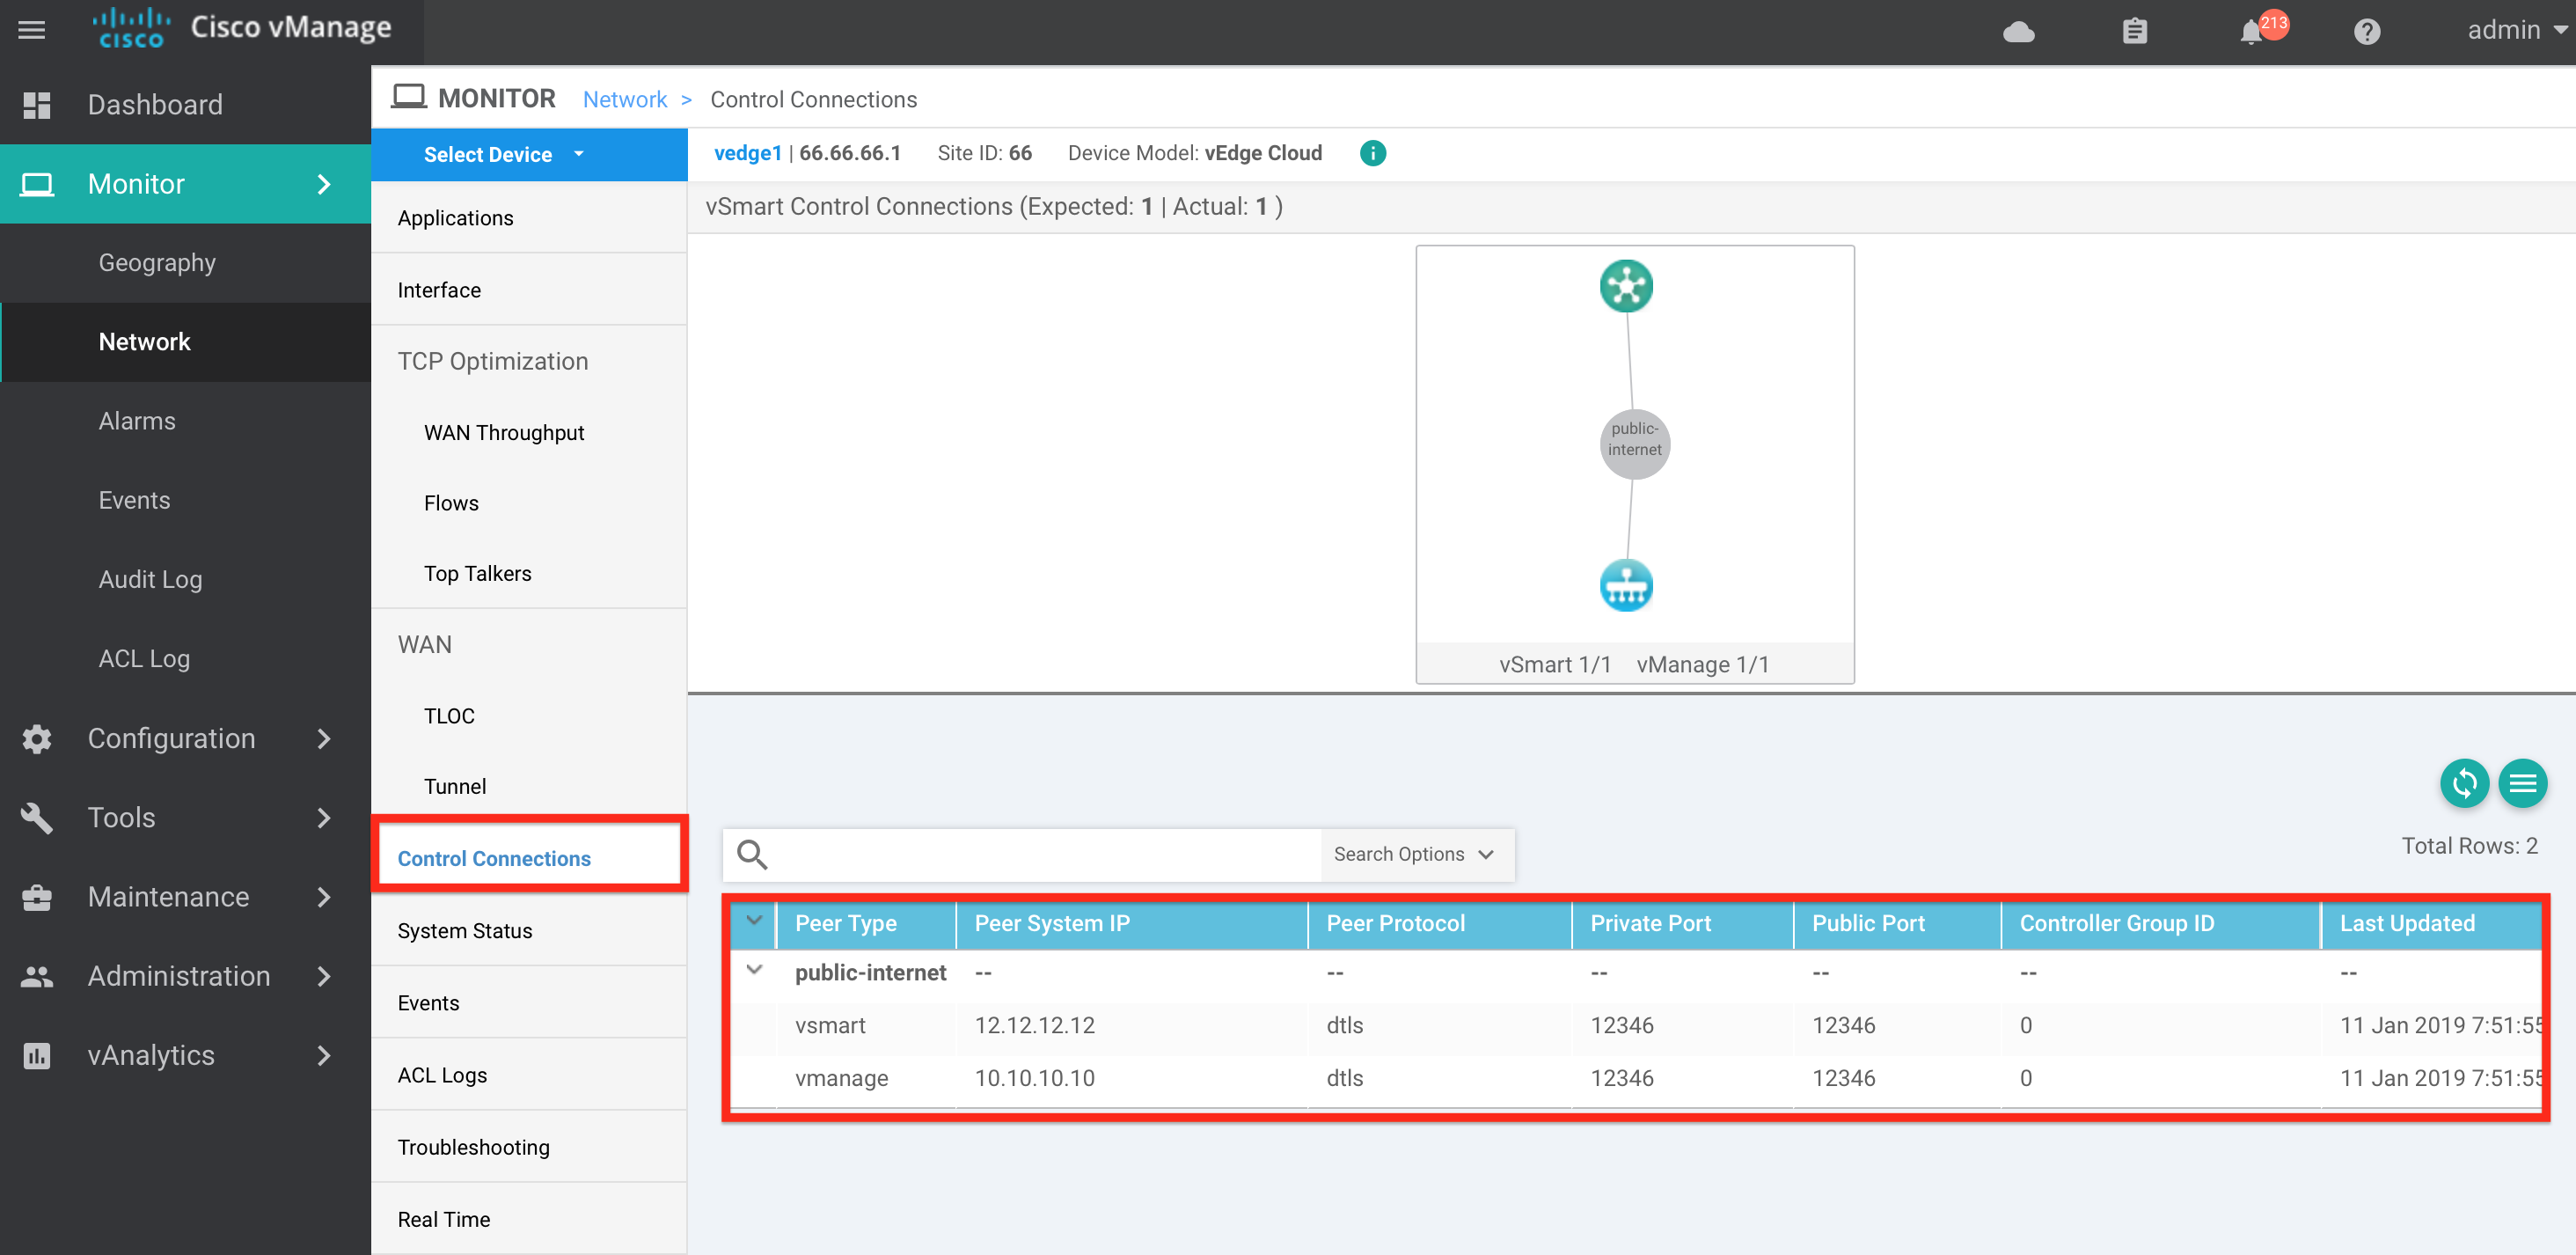 cisco Cisco vManage
213
admin
Dashboard
Monitor
Geography
Network
Alarms
Events
Audit Log
ACL Log
Configuration
Tools
Maintenance
Administration
vAnalytics
MONITOR Network > Control Connections
Select Device
vedge1 | 66.66.66.1 Site ID: 66 Device Model: vEdge Cloud
Applications
Interface
TCP Optimization
WAN Throughput
Flows
Top Talkers
WAN
TLOC
Tunnel
Control Connections
System Status
Events
ACL Logs
Troubleshooting
Real Time
vSmart Control Connections (Expected: 1 | Actual: 1 )
public-
internet
vSmart 1/1 vManage 1/1
Search Options
Total Rows: 2
Peer Type Peer System IP Peer Protocol Private Port Public Port Controller Group ID Last Updated
public-internet -- -- -- -- -- --
vsmart 12.12.12.12 dtls 12346 12346 0 11 Jan 2019 7:51:55
vmanage 10.10.10.10 dtls 12346 12346 0 11 Jan 2019 7:51:55